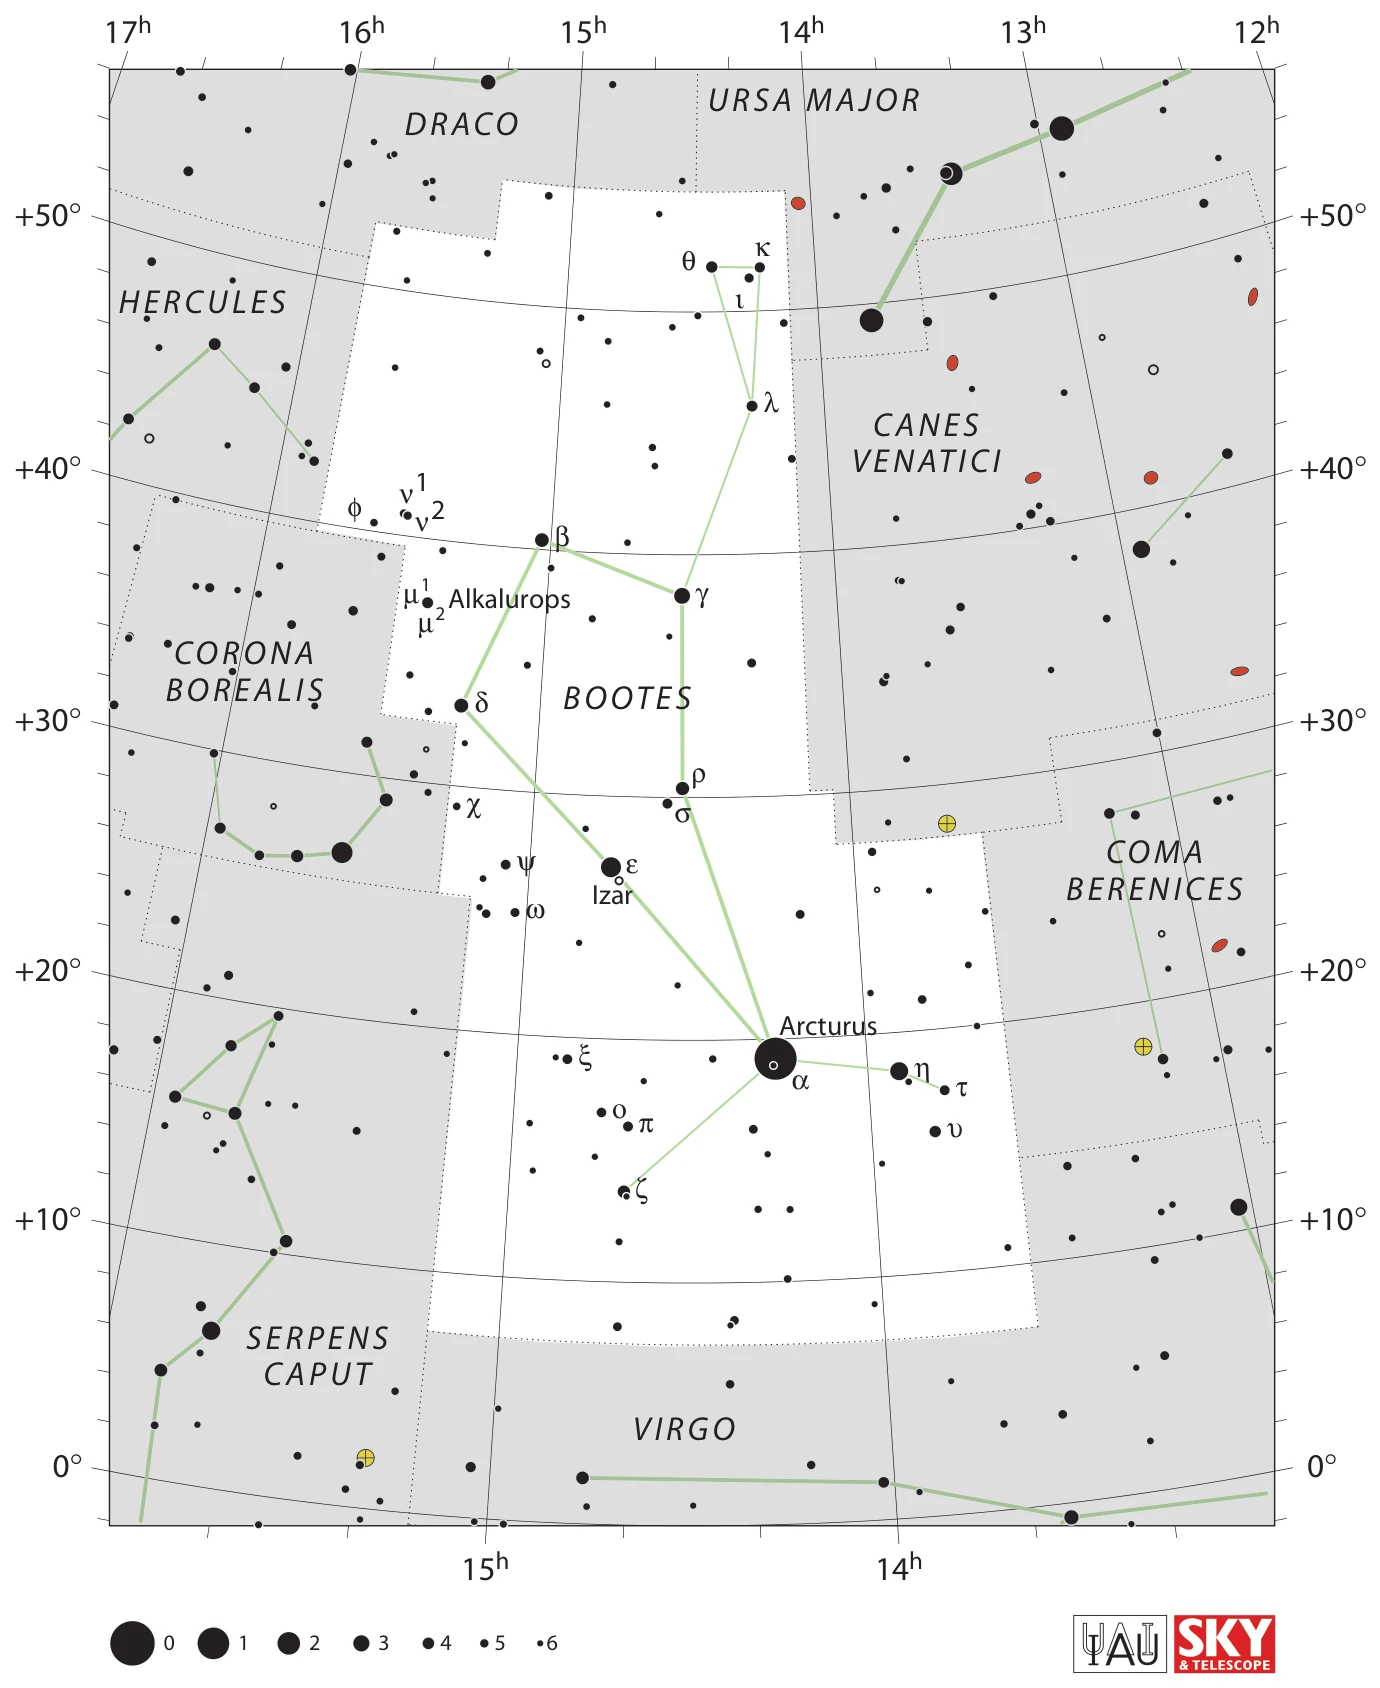 17h 16h 15h 14h 13h 12h
URSA MAJOR
DRACO
+50° +50°
θ κ
ι
HERCULES
λ
CANES
VENATICI
+40° +40°
ν1
ϕ ν2
β
μ1 Alkalurops γ
μ2
CORONA
BOREALIS
BOOTES
δ
+30° +30°
ρ
χ σ
COMA
BERENICES
ψ ε
Izar
ω
+20° +20°
Arcturus
ξ
α η
τ
ο π υ
ζ
+10° +10°
SERPENS
CAPUT
VIRGO
0° 0°
15h 14h
0 1 2 3 4 5 6
IAU
SKY
& TELESCOPE